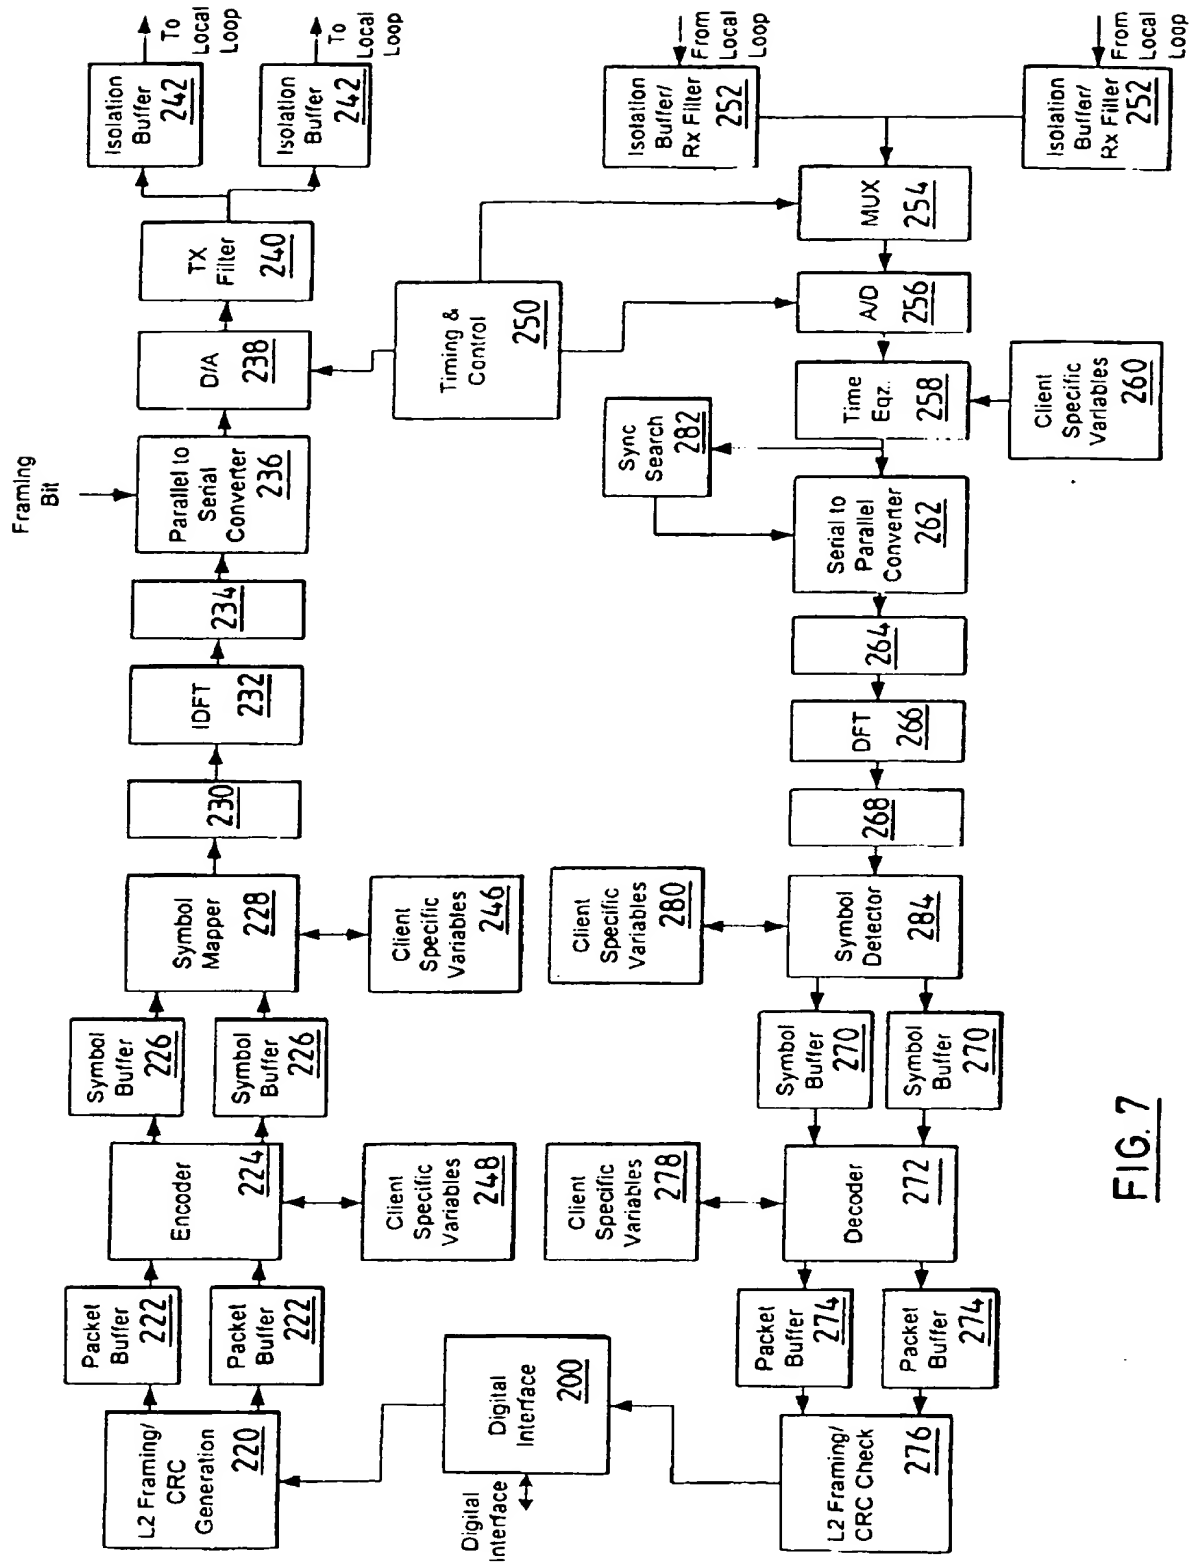 L2 Framing/
CRC
Generation
220
Packet
Buffer
222
Packet
Buffer
222
Encoder
224
Symbol
Buffer
226
Symbol
Buffer
226
Symbol
Mapper
228
230
IDFT
232
234
Framing
Bit
Parallel to
Serial
Converter
236
D/A
238
TX
Filter
240
Isolation
Buffer
242
To
Local
Loop
Isolation
Buffer
242
To
Local
Loop
Client
Specific
Variables
248
Client
Specific
Variables
246
Timing &
Control
250
Digital
Interface
Digital
Interface
200
Client
Specific
Variables
278
Client
Specific
Variables
280
Sync
Search
282
Isolation
Buffer/
Rx Filter
252
From
Local
Loop
Isolation
Buffer/
Rx Filter
252
From
Local
Loop
MUX
254
A/D
256
Time
Eqz.
258
Client
Specific
Variables
260
Serial to
Parallel
Converter
262
264
DFT
266
268
Symbol
Detector
284
Symbol
Buffer
270
Symbol
Buffer
270
Decoder
272
Packet
Buffer
274
Packet
Buffer
274
L2 Framing/
CRC Check
276
FIG. 7